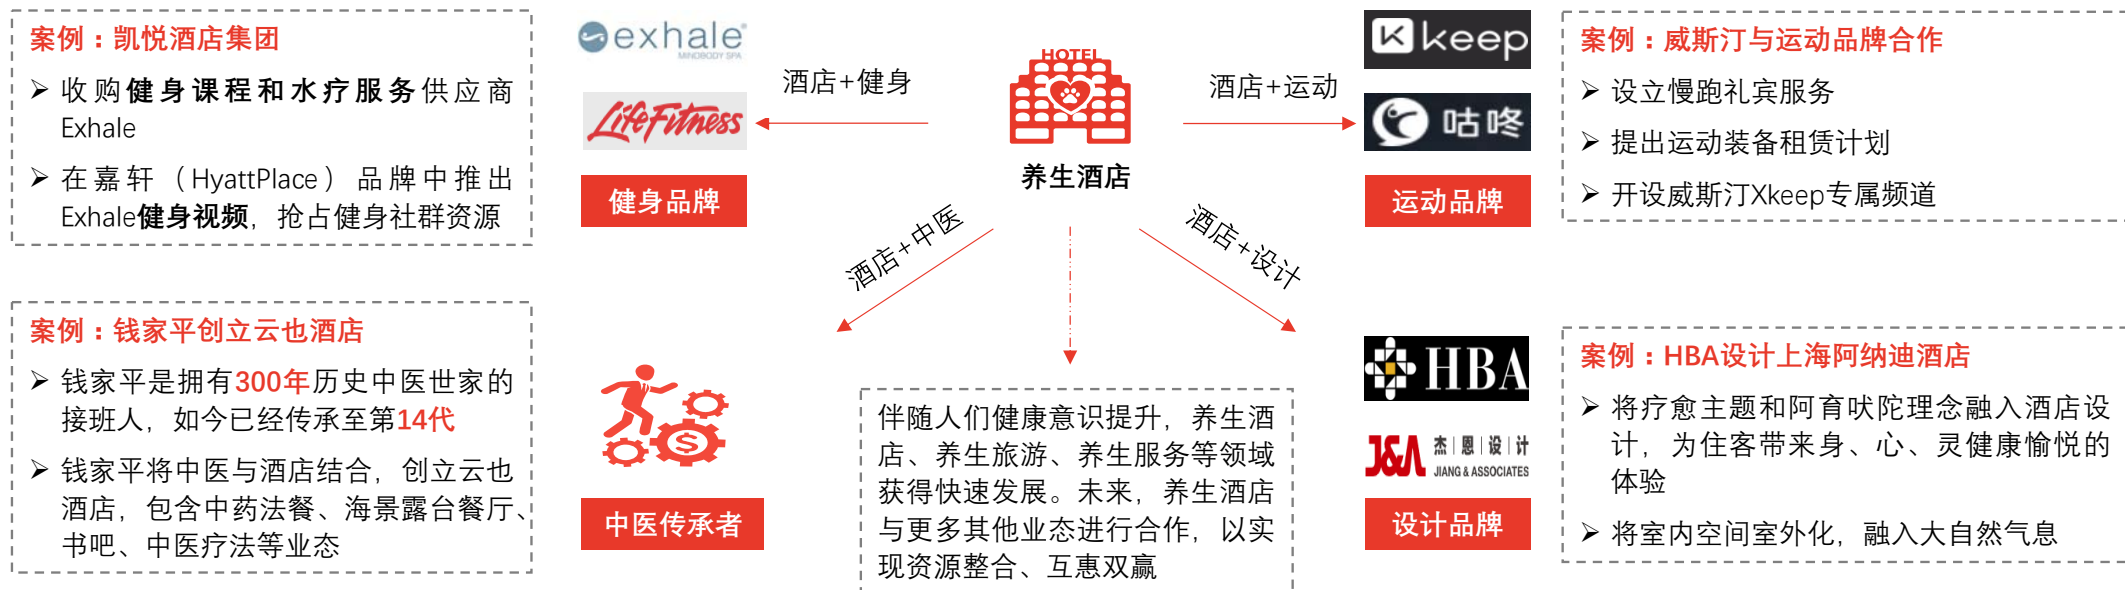 案例：凯悦酒店集团
➢ 收购健身课程和水疗服务供应商
Exhale
➢ 在嘉轩（HyattPlace）品牌中推出
Exhale健身视频，抢占健身社群资源
exhale®
MINDBODY SPA
LifeFitness
健身品牌
酒店+健身
HOTEL
养生酒店
酒店+运动
keep
咕咚
运动品牌
案例：威斯汀与运动品牌合作
➢ 设立慢跑礼宾服务
➢ 提出运动装备租赁计划
➢ 开设威斯汀Xkeep专属频道
酒店+中医
酒店+设计
案例：钱家平创立云也酒店
➢ 钱家平是拥有300年历史中医世家的
接班人，如今已经传承至第14代
➢ 钱家平将中医与酒店结合，创立云也
酒店，包含中药法餐、海景露台餐厅、
书吧、中医疗法等业态
$
中医传承者
伴随人们健康意识提升，养生酒
店、养生旅游、养生服务等领域
获得快速发展。未来，养生酒店
与更多其他业态进行合作，以实
现资源整合、互惠双赢
HBA
J&A 杰|恩|设|计
JIANG & ASSOCIATES
设计品牌
案例：HBA设计上海阿纳迪酒店
➢ 将疗愈主题和阿育吠陀理念融入酒店设
计，为住客带来身、心、灵健康愉悦的
体验
➢ 将室内空间室外化，融入大自然气息